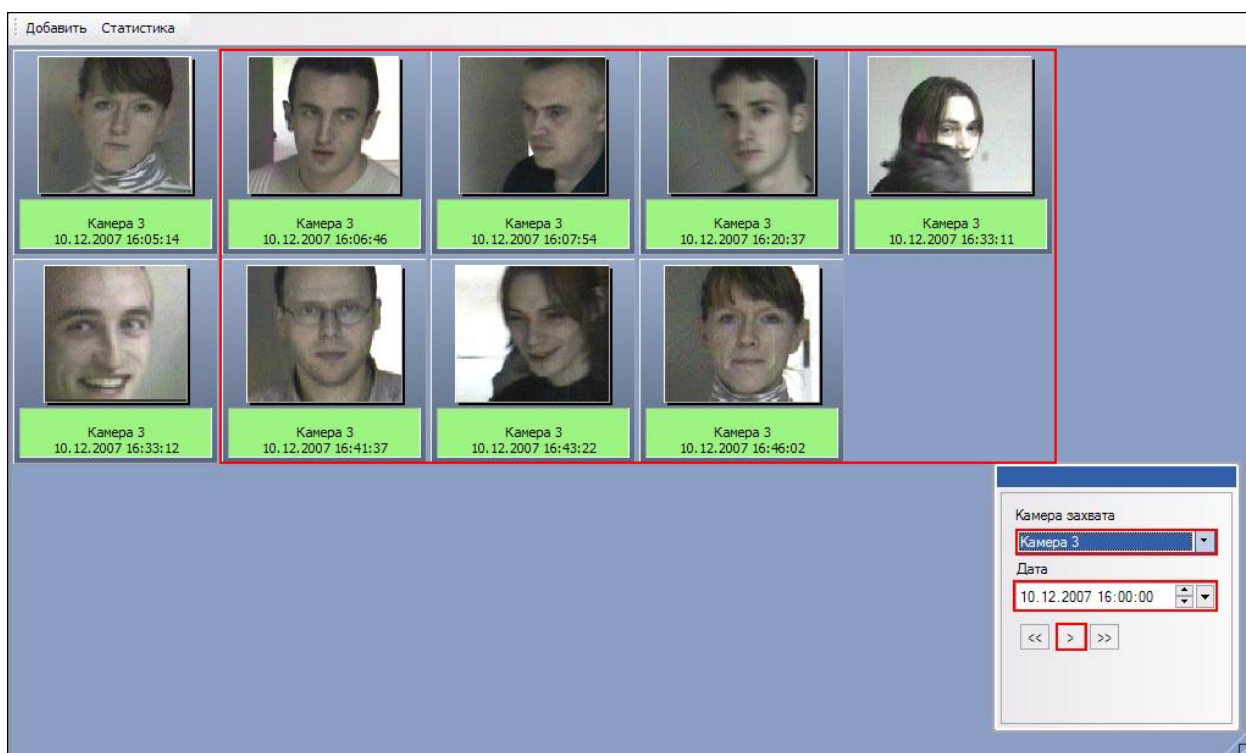 Добавить Статистика
Камера 3
10.12.2007 16:05:14
Камера 3
10.12.2007 16:06:46
Камера 3
10.12.2007 16:07:54
Камера 3
10.12.2007 16:20:37
Камера 3
10.12.2007 16:33:11
Камера 3
10.12.2007 16:33:12
Камера 3
10.12.2007 16:41:37
Камера 3
10.12.2007 16:43:22
Камера 3
10.12.2007 16:46:02
Камера захвата
Камера 3
Дата
10.12.2007 16:00:00
<< > >>